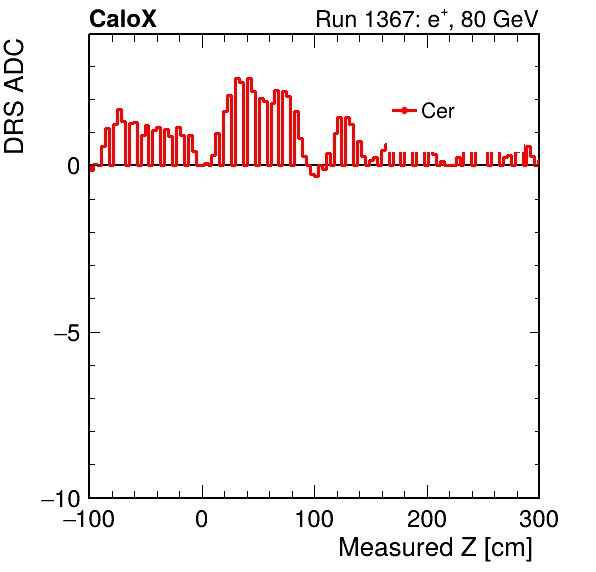 CaloX Run 1367: e⁺, 80 GeV
DRS ADC
Cer
0
−5
−10
−100 0 100 200 300
Measured Z [cm]